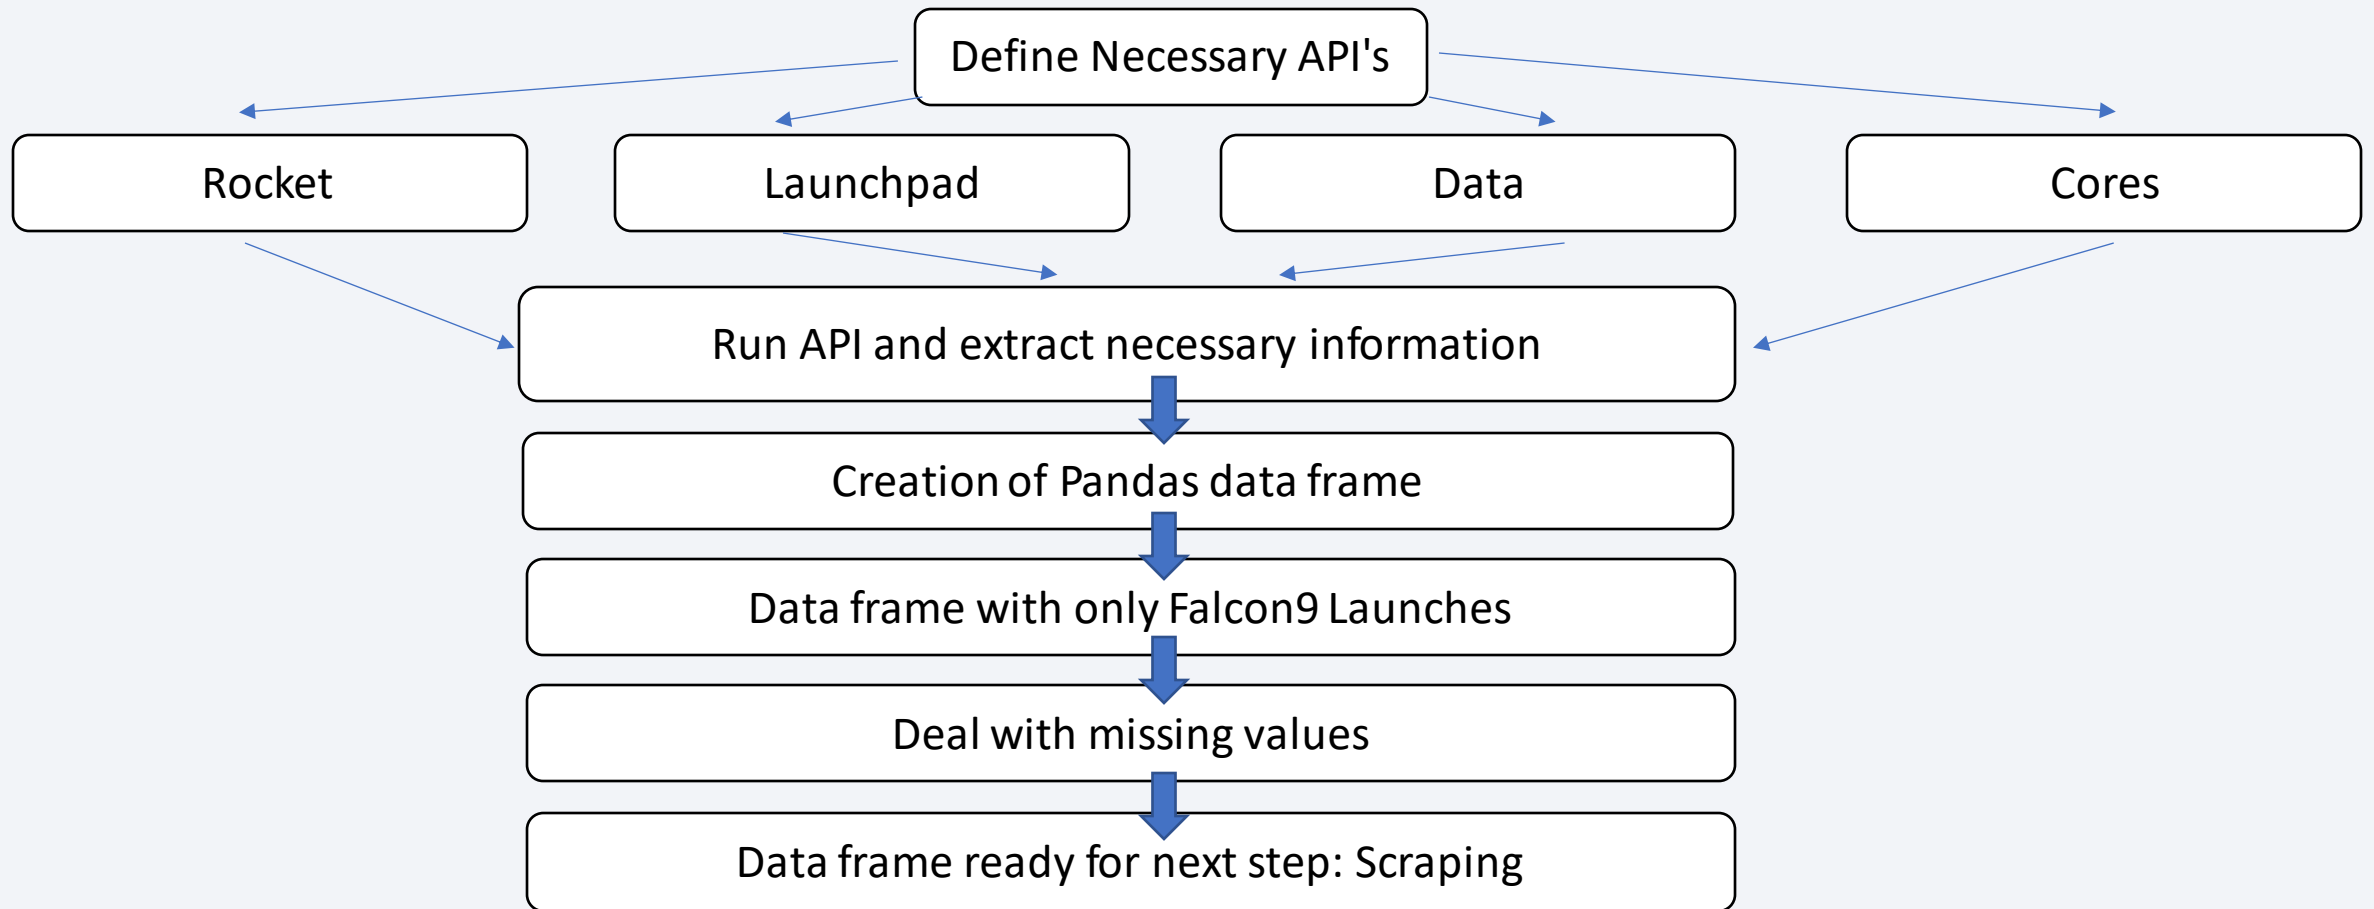 Define Necessary API's
Rocket
Launchpad
Data
Cores
Run API and extract necessary information
Creation of Pandas data frame
Data frame with only Falcon9 Launches
Deal with missing values
Data frame ready for next step: Scraping